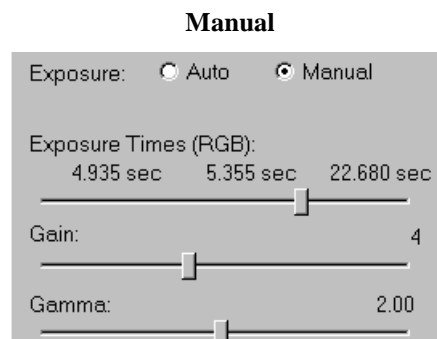 Manual
Exposure: Auto Manual
Exposure Times (RGB):
4.935 sec 5.355 sec 22.680 sec
Gain: 4
Gamma: 2.00